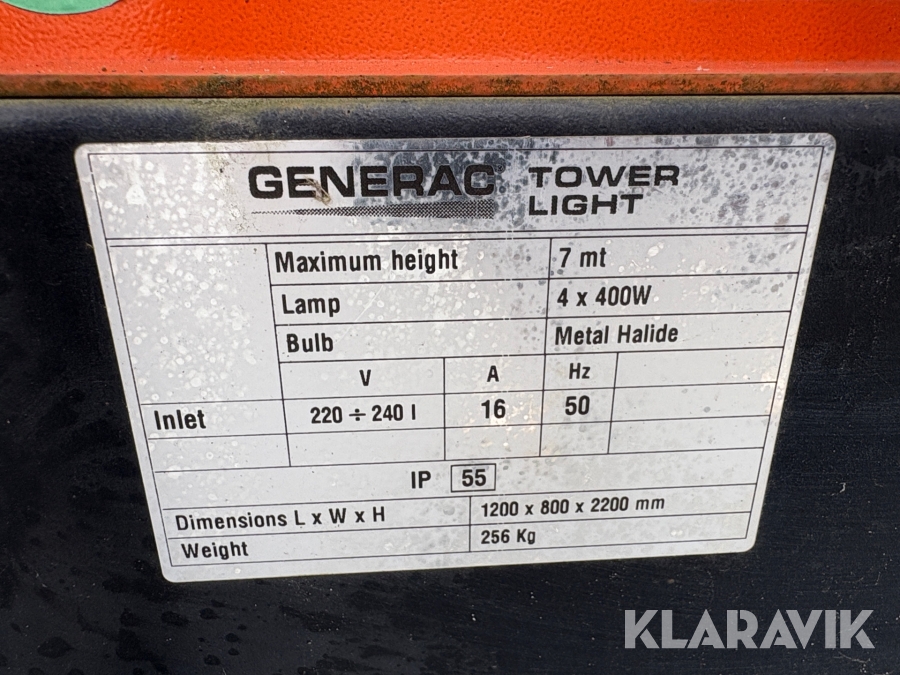 GENERAC TOWER LIGHT
Maximum height 7 mt
Lamp 4 x 400W
Bulb Metal Halide
V A Hz
Inlet 220 ÷ 240 I 16 50
IP 55
Dimensions L x W x H 1200 x 800 x 2200 mm
Weight 256 Kg
KLARAVIK